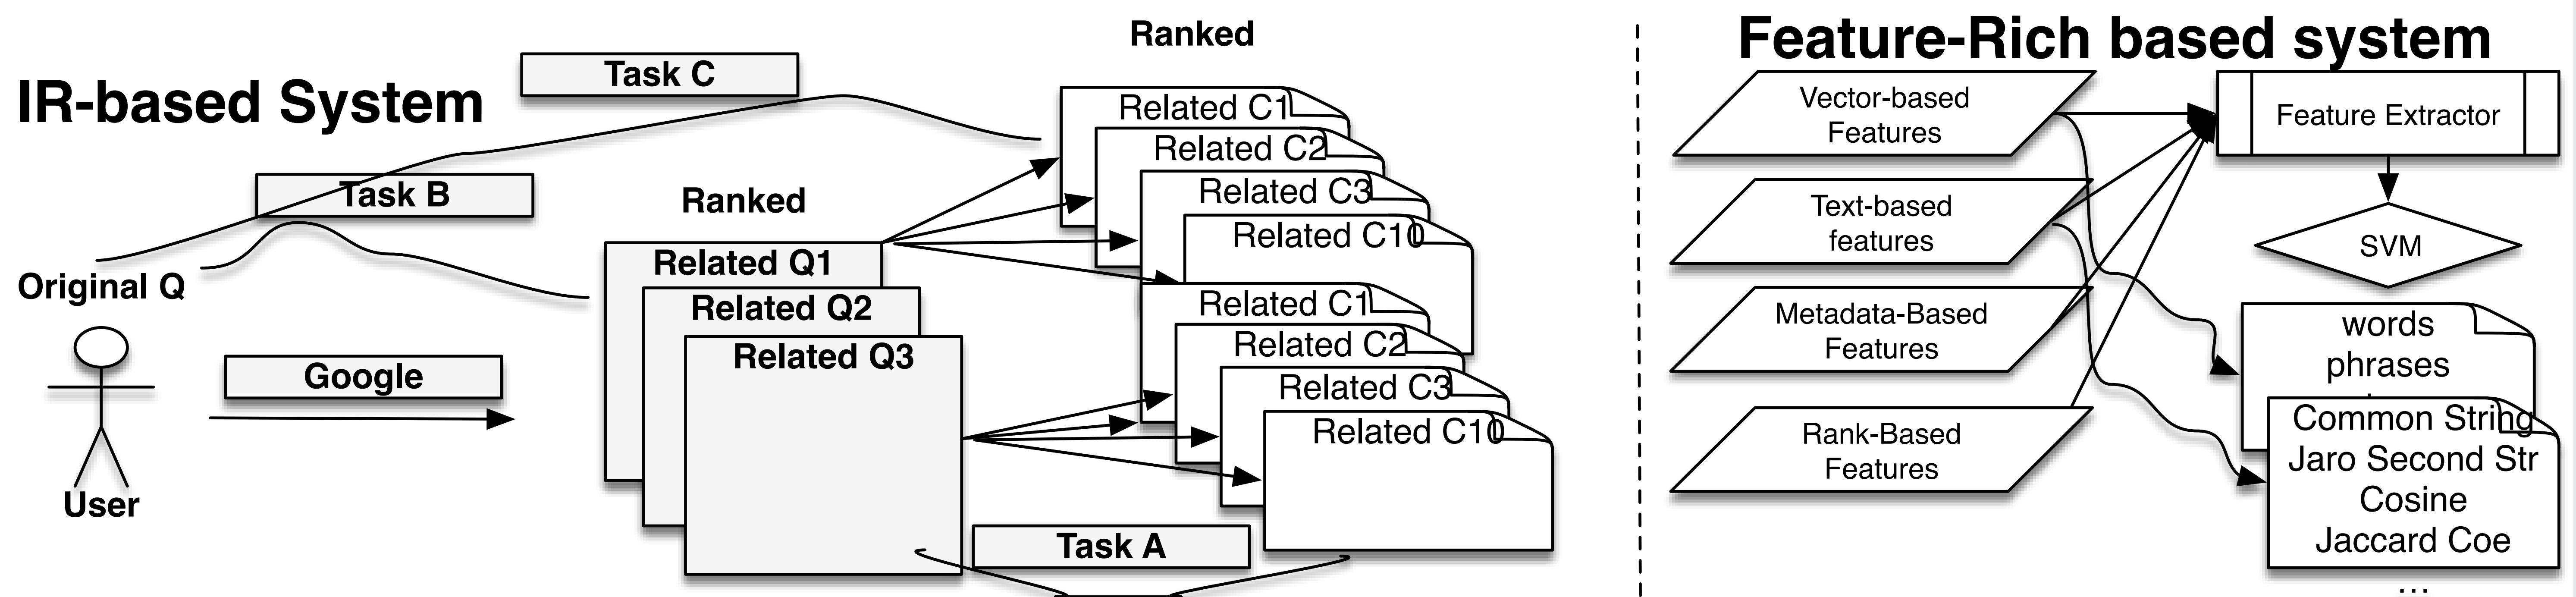 IR-based System
Task C
Task B
Original Q
User
Google
Ranked
Related Q1
Related Q2
Related Q3
Ranked
Related C1
Related C2
Related C3
Related C10
Related C1
Related C2
Related C3
Related C10
Task A
Feature-Rich based system
Vector-based
Features
Text-based
features
Metadata-Based
Features
Rank-Based
Features
Feature Extractor
SVM
words
phrases
Common String
Jaro Second Str
Cosine
Jaccard Coe
...